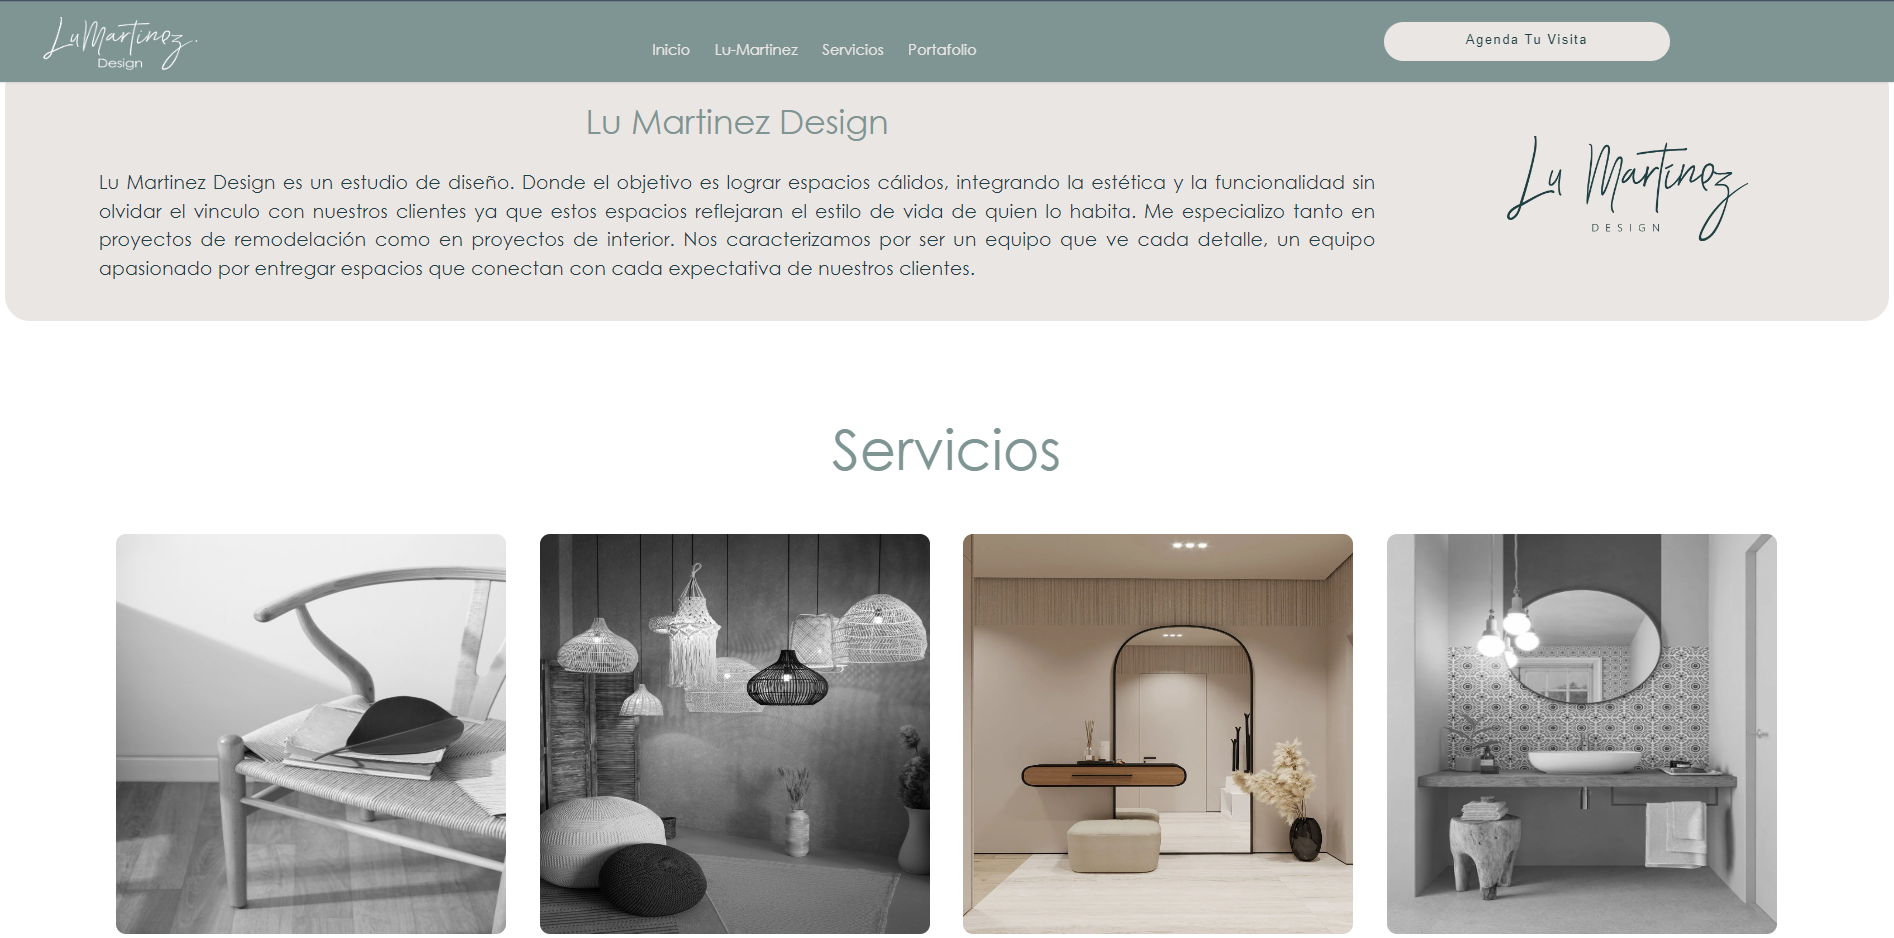 Lu Martinez.
Design
Inicio Lu-Martinez Servicios Portafolio
Agenda Tu Visita
Lu Martinez Design
Lu Martinez Design es un estudio de diseño. Donde el objetivo es lograr espacios cálidos, integrando la estética y la funcionalidad sin
olvidar el vinculo con nuestros clientes ya que estos espacios reflejaran el estilo de vida de quien lo habita. Me especializo tanto en
proyectos de remodelación como en proyectos de interior. Nos caracterizamos por ser un equipo que ve cada detalle, un equipo
apasionado por entregar espacios que conectan con cada expectativa de nuestros clientes.
Lu Martinez
DESIGN
Servicios